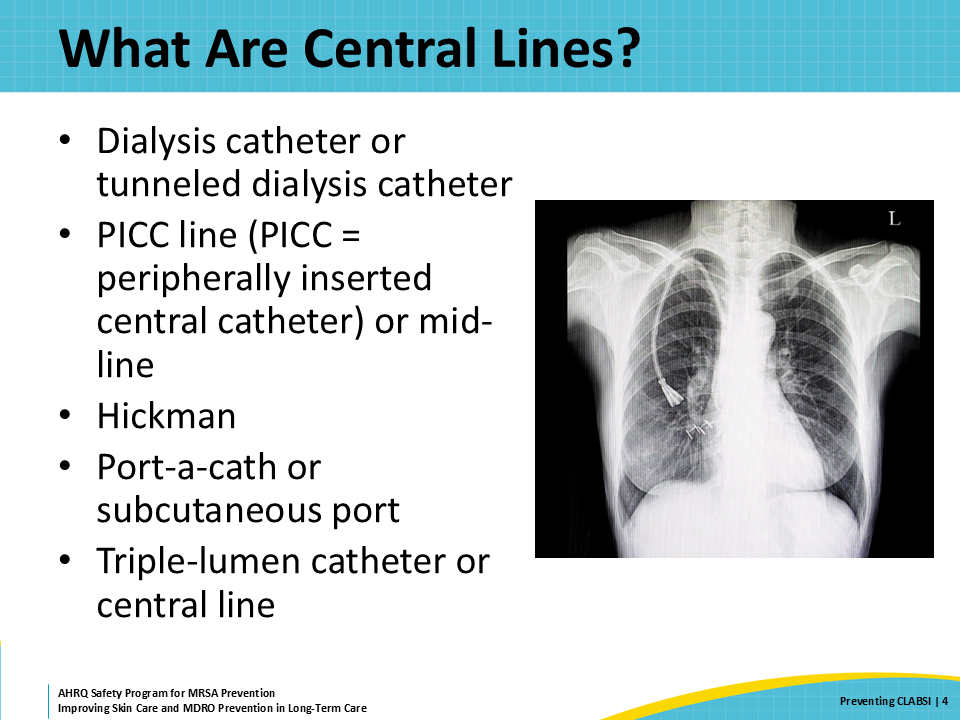 What Are Central Lines?
• Dialysis catheter or
tunneled dialysis catheter
• PICC line (PICC =
peripherally inserted
central catheter) or mid-
line
• Hickman
• Port-a-cath or
subcutaneous port
• Triple-lumen catheter or
central line
L
AHRQ Safety Program for MRSA Prevention
Improving Skin Care and MDRO Prevention in Long-Term Care
Preventing CLABSI | 4